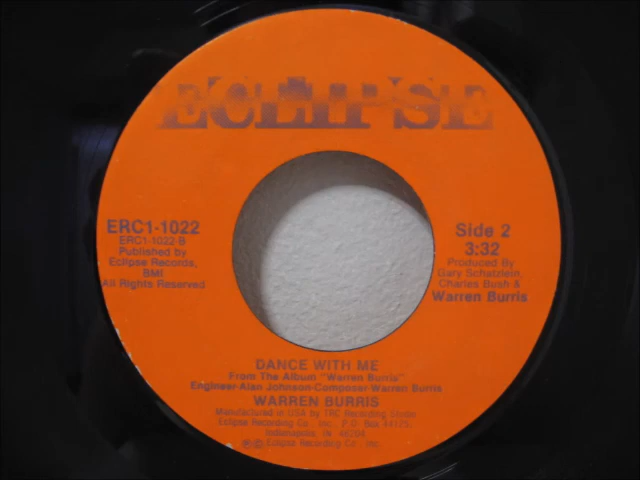 ECLIPSE
ERC1-1022
ERC1-1022-B
Published by
Eclipse Records,
BMI
All Rights Reserved
Side 2
3:32
Produced By
Gary Schatzlein,
Charles Bush &
Warren Burris
DANCE WITH ME
From The Album "Warren Burris"
Engineer-Alan Johnson-Composer-Warren Burris
WARREN BURRIS
Manufactured in USA by TRC Recording Studio
Eclipse Recording Co., Inc., P.O. Box 44125,
Indianapolis, IN 46204
Eclipse Recording Co., Inc.